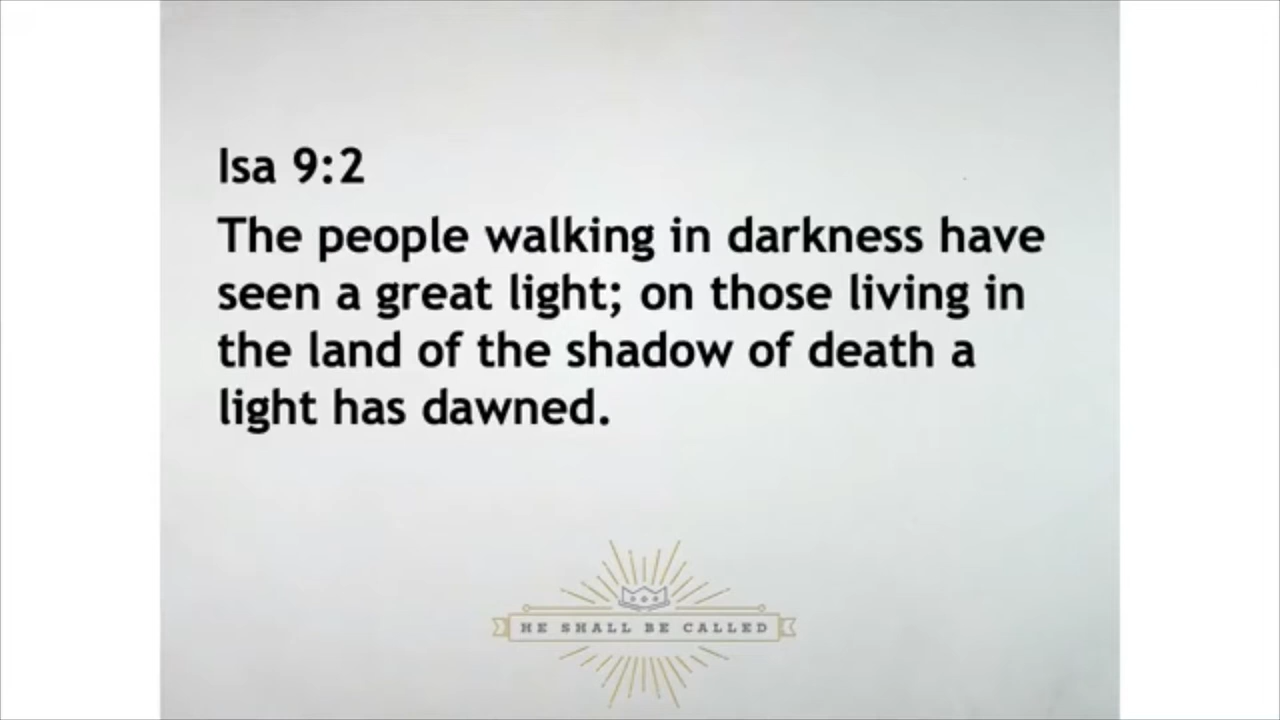 Isa 9:2
The people walking in darkness have
seen a great light; on those living in
the land of the shadow of death a
light has dawned.
HE SHALL BE CALLED